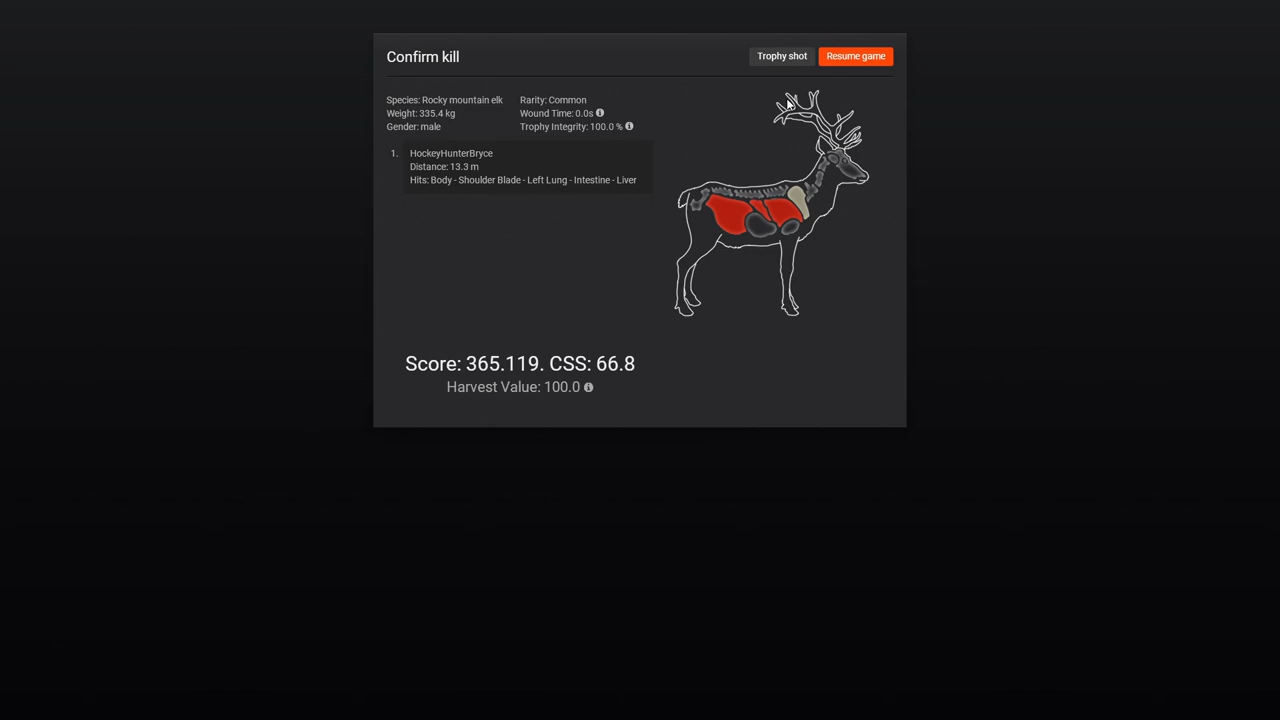 Confirm kill
Trophy shot
Resume game
Species: Rocky mountain elk
Weight: 335.4 kg
Gender: male
Rarity: Common
Wound Time: 0.0s
Trophy Integrity: 100.0 %
1. HockeyHunterBryce
Distance: 13.3 m
Hits: Body - Shoulder Blade - Left Lung - Intestine - Liver
Score: 365.119. CSS: 66.8
Harvest Value: 100.0